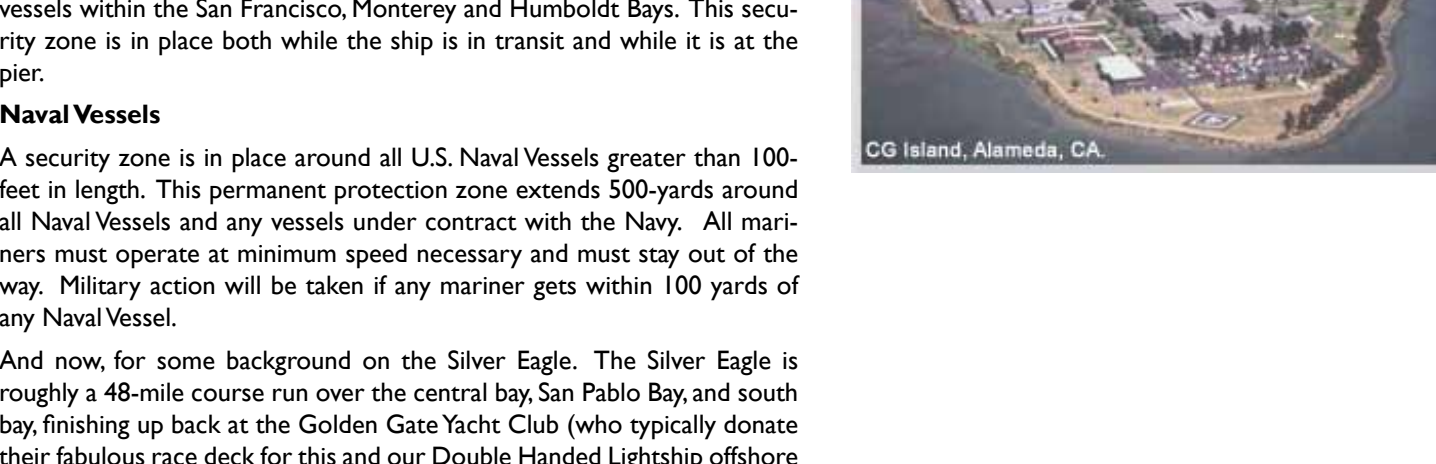 vessels within the San Francisco, Monterey and Humboldt Bays. This secu-
rity zone is in place both while the ship is in transit and while it is at the
pier.
Naval Vessels
A security zone is in place around all U.S. Naval Vessels greater than 100-
feet in length. This permanent protection zone extends 500-yards around
all Naval Vessels and any vessels under contract with the Navy. All mari-
ners must operate at minimum speed necessary and must stay out of the
way. Military action will be taken if any mariner gets within 100 yards of
any Naval Vessel.
And now, for some background on the Silver Eagle. The Silver Eagle is
roughly a 48-mile course run over the central bay, San Pablo Bay, and south
bay, finishing up back at the Golden Gate Yacht Club (who typically donate
their fabulous race deck for this and our Double Handed Lightship offshore
CG Island, Alameda, CA.